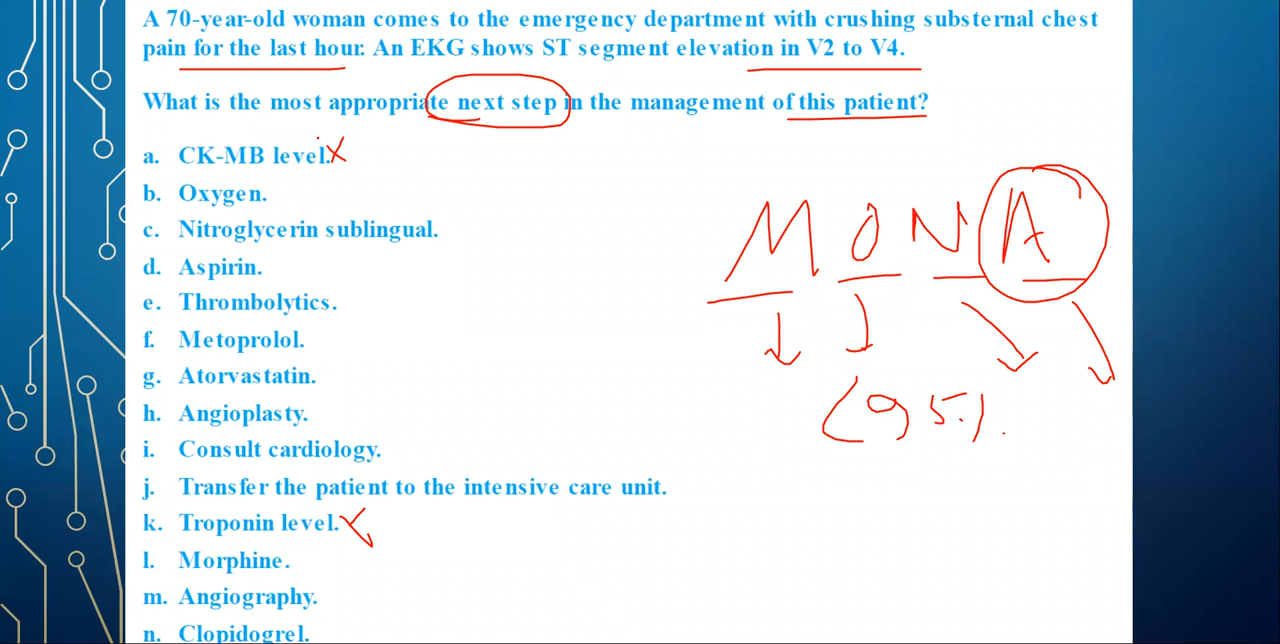 A 70-year-old woman comes to the emergency department with crushing substernal chest
pain for the last hour. An EKG shows ST segment elevation in V2 to V4.
What is the most appropriate next step in the management of this patient?
a. CK-MB level.
b. Oxygen.
c. Nitroglycerin sublingual.
d. Aspirin.
e. Thrombolytics.
f. Metoprolol.
g. Atorvastatin.
h. Angioplasty.
i. Consult cardiology.
j. Transfer the patient to the intensive care unit.
k. Troponin level.
l. Morphine.
m. Angiography.
n. Clopidogrel.
MONA